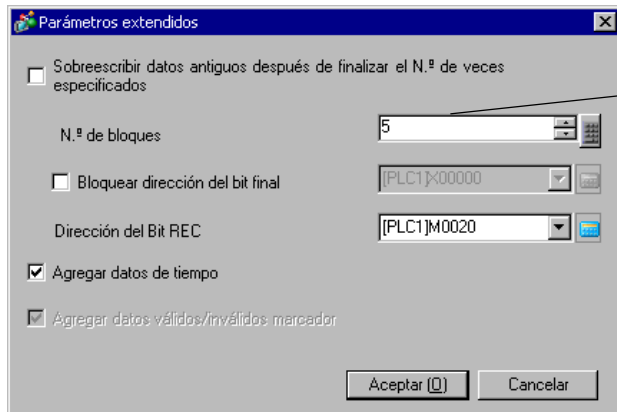 Parámetros extendidos
Sobreescribir datos antiguos después de finalizar el N.º de veces
especificados
N.º de bloques
5
Bloquear dirección del bit final
[PLC1]X00000
Dirección del Bit REC
[PLC1]M0020
Agregar datos de tiempo
Agregar datos válidos/inválidos marcador
Aceptar (O)
Cancelar